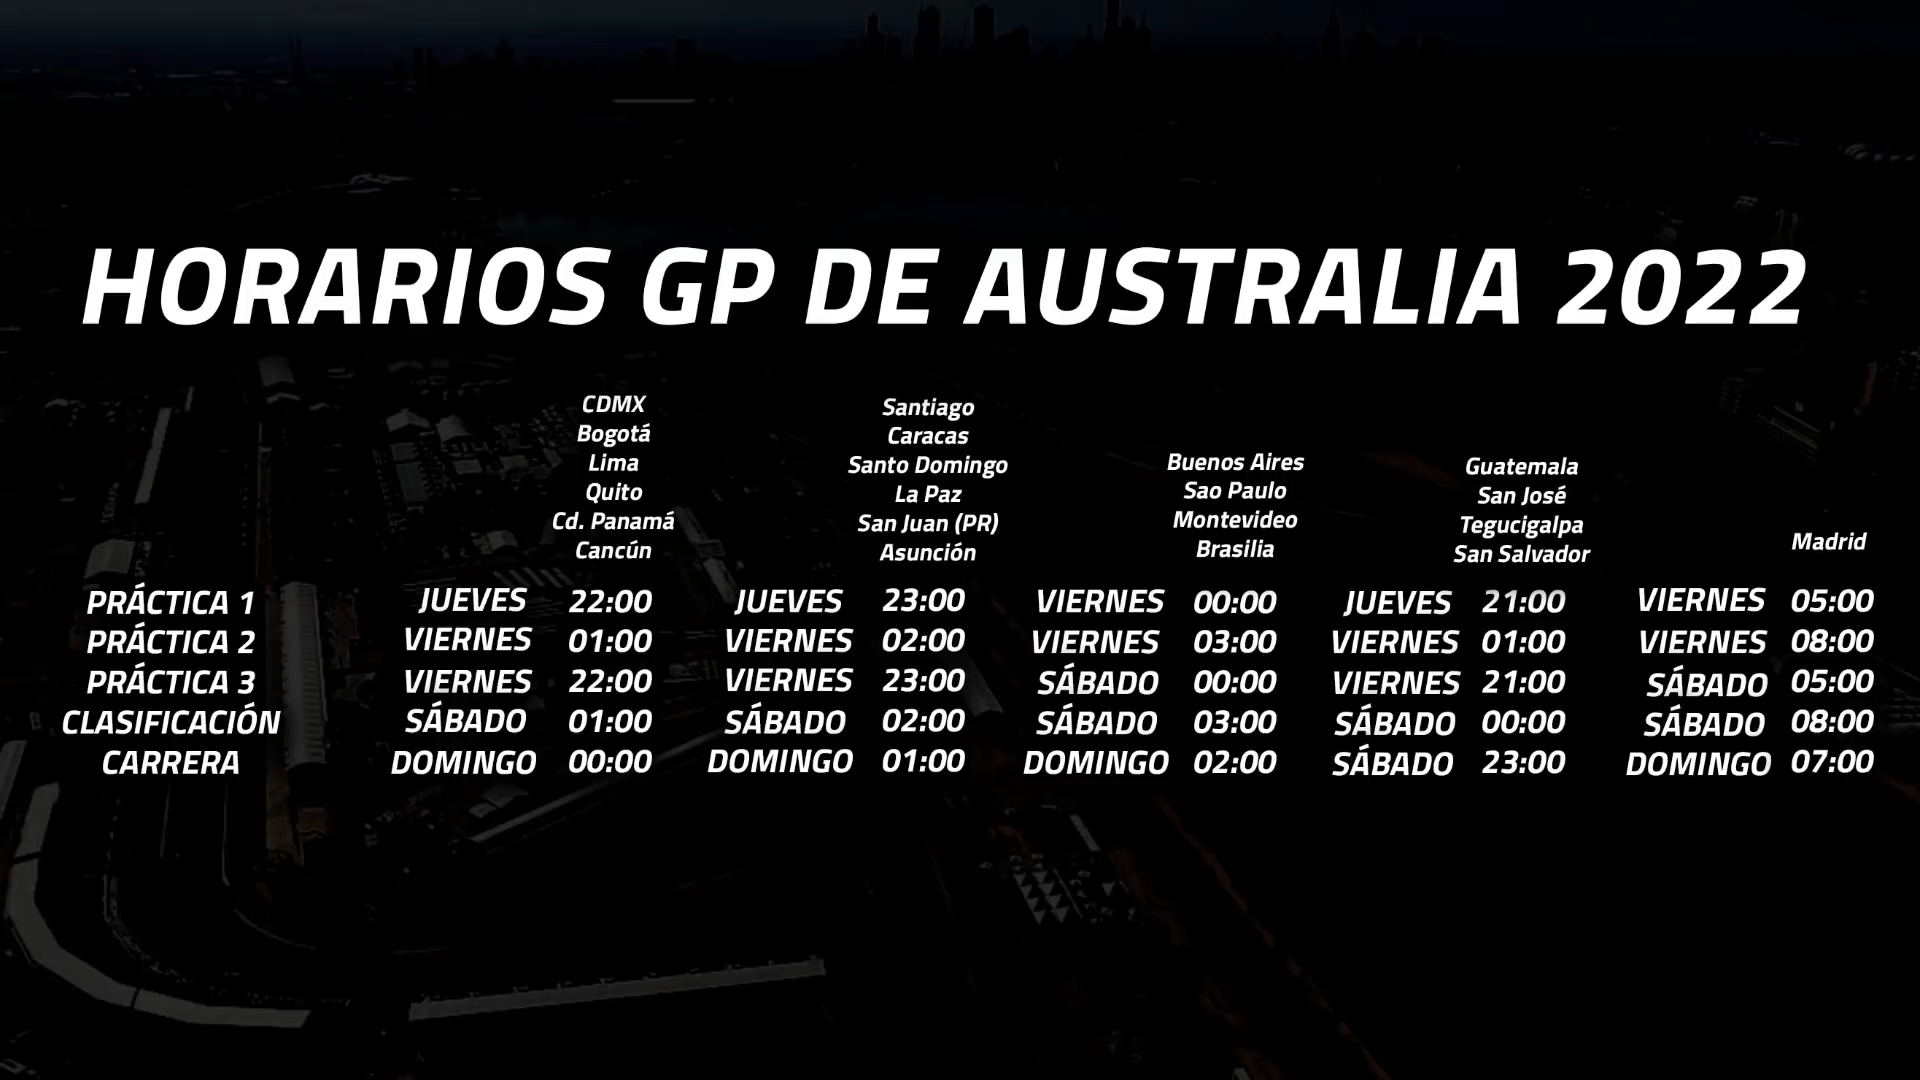 HORARIOS GP DE AUSTRALIA 2022
CDMX
Bogotá
Lima
Quito
Cd. Panamá
Cancún
Santiago
Caracas
Santo Domingo
La Paz
San Juan (PR)
Asunción
Buenos Aires
Sao Paulo
Montevideo
Brasilia
Guatemala
San José
Tegucigalpa
San Salvador
Madrid
PRÁCTICA 1 JUEVES 22:00 JUEVES 23:00 VIERNES 00:00 JUEVES 21:00 VIERNES 05:00
PRÁCTICA 2 VIERNES 01:00 VIERNES 02:00 VIERNES 03:00 VIERNES 01:00 VIERNES 08:00
PRÁCTICA 3 VIERNES 22:00 VIERNES 23:00 SÁBADO 00:00 VIERNES 21:00 SÁBADO 05:00
CLASIFICACIÓN SÁBADO 01:00 SÁBADO 02:00 SÁBADO 03:00 SÁBADO 00:00 SÁBADO 08:00
CARRERA DOMINGO 00:00 DOMINGO 01:00 DOMINGO 02:00 SÁBADO 23:00 DOMINGO 07:00